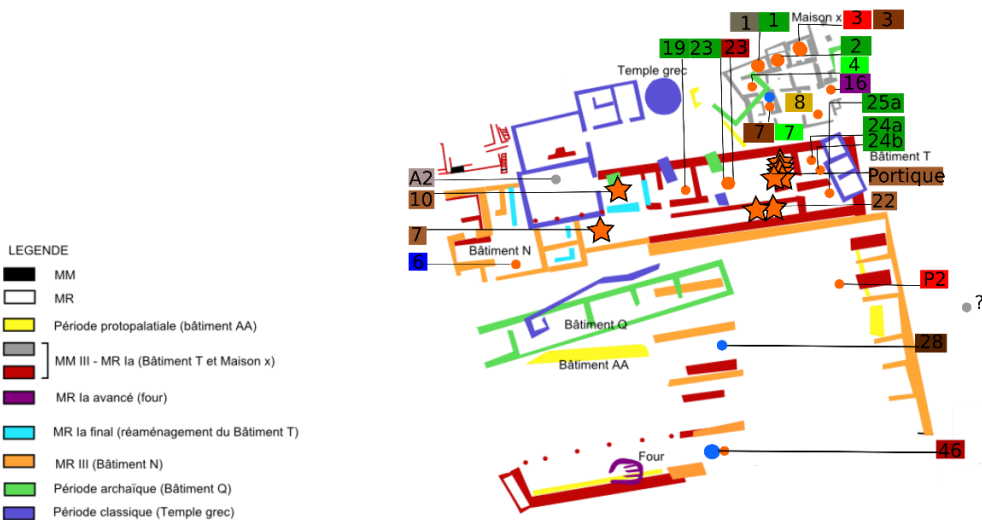 1 1 Maison x 3 3
19 23 23 2
Temple grec 4
16
8 25a
7 7 24a
24b
Bâtiment T
A2 Portique
10 22
7
Bâtiment N
6
LEGENDE
MM P2
MR ?
Période protopalatiale (bâtiment AA) Bâtiment Q
28
MM III - MR Ia (Bâtiment T et Maison x) Bâtiment AA
MR Ia avancé (four)
MR Ia final (réaménagement du Bâtiment T)
46
Four
MR III (Bâtiment N)
Période archaïque (Bâtiment Q)
Période classique (Temple grec)